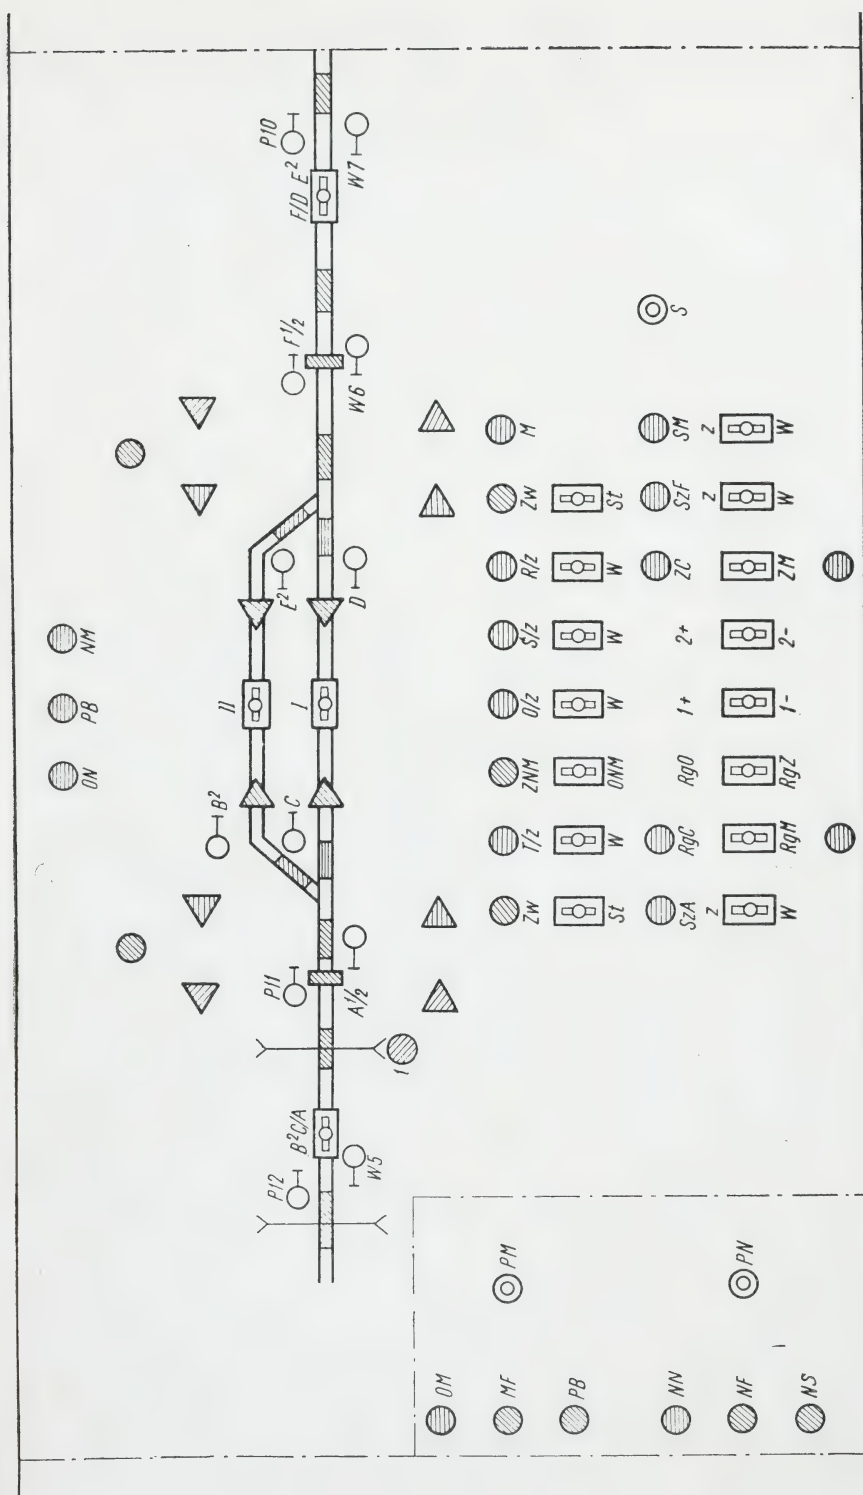 ON PB NM
B²
II
P12 P11 C E² F½ P10
B²C/A I F/D E²
W5 A½ D W6 W7
1
OM
MF PM
Zw T/z ZNM O/z Ś/z R/z Zw M
PB
St W ONM W W W St
NN
SzA RgC RgO 1+ 2+ ZC SzF SM S
z z z
NF PN
W RgM RgZ 1- 2- ZM W W
NS